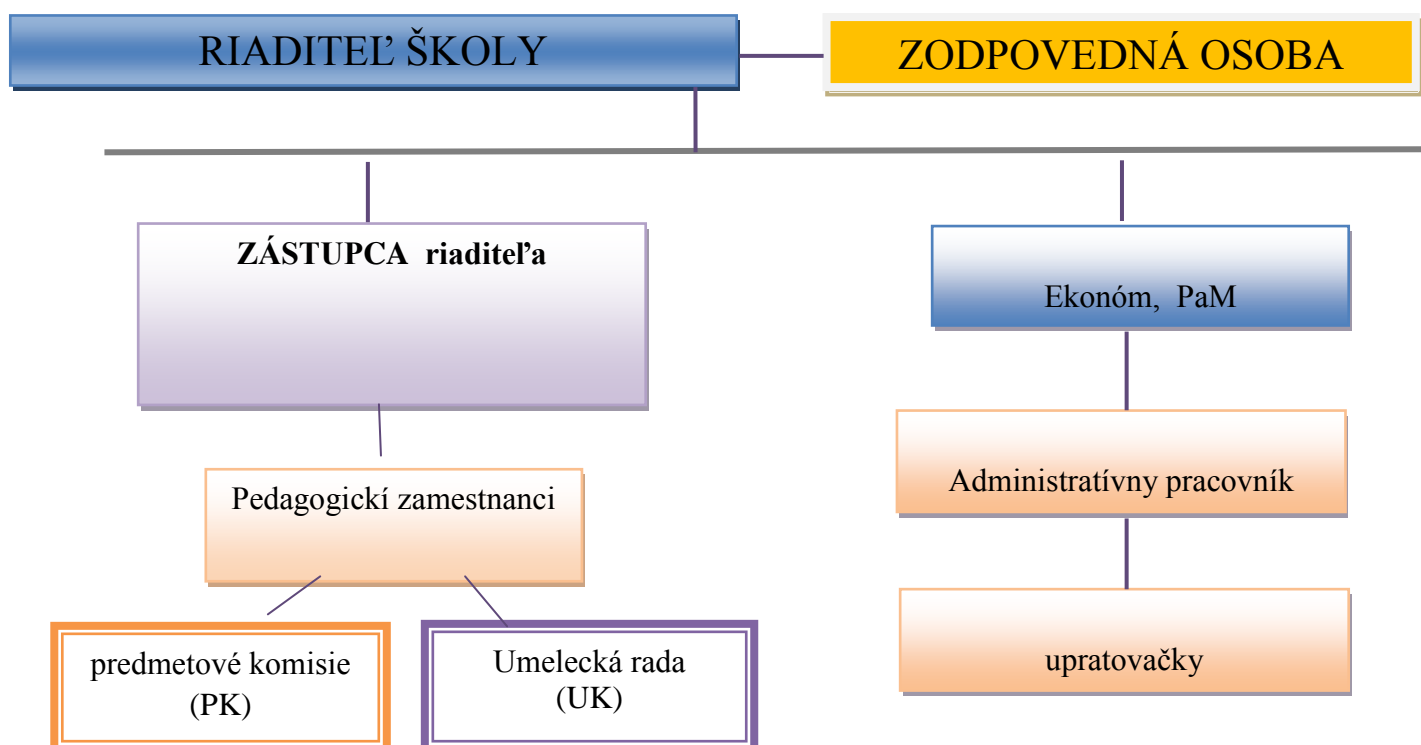 RIADITEĽ ŠKOLY
ZODPOVEDNÁ OSOBA
ZÁSTUPCA riaditeľa
Ekonóm, PaM
Pedagogickí zamestnanci
Administratívny pracovník
predmetové komisie
(PK)
Umelecká rada
(UK)
upratovačky